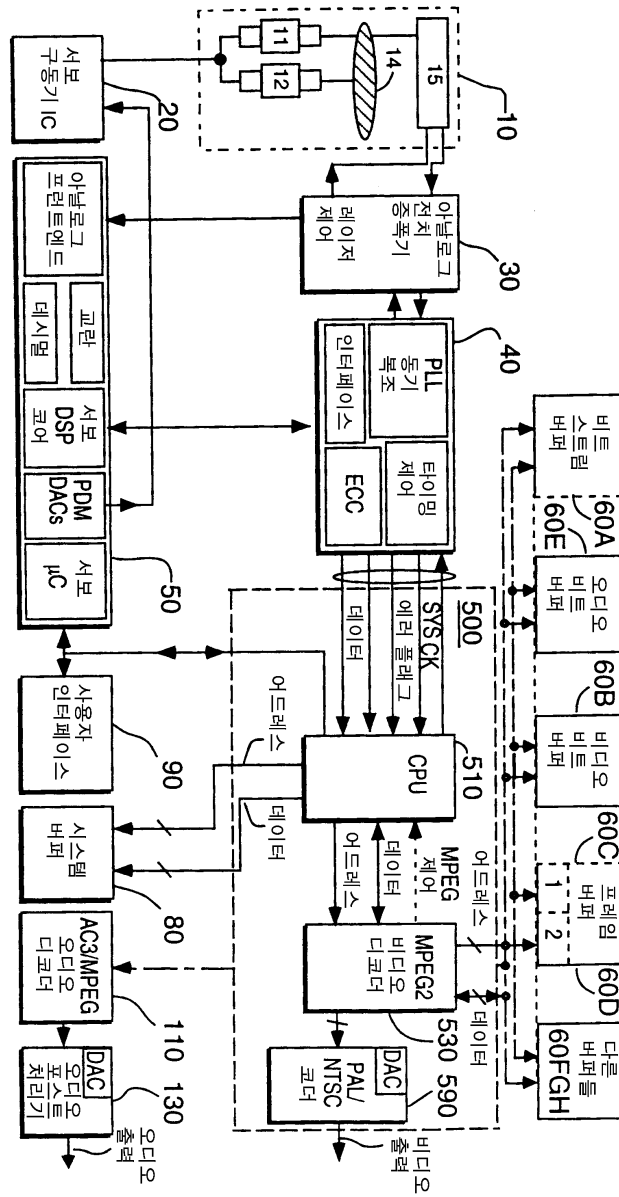 비트
스트림
버퍼
60A
60E
오디오
비트
버퍼
60B
비디오
비트
버퍼
60C
프레임
버퍼
1
2
60D
다른
버퍼들
60FGH
10
15
14
11
12
30
아날로그
전치
증폭기
레이저
제어
40
PLL
동기
복조
타이밍
제어
인터페이스
ECC
500
SYS CK
에러 플래그
데이터
510
CPU
MPEG
제어
데이터
어드레스
어드레스
데이터
MPEG2
비디오
디코더
530
DAC
PAL/
NTSC
코더
590
비디오
출력
어드레스
데이터
20
서보
구동기 IC
아날로그
프런트엔드
교란
데시멀
서보
DSP
코어
PDM
DACs
서보
μC
50
90
사용자
인터페이스
시스템
버퍼
80
AC3/MPEG
오디오
디코더
110
DAC
오디오
포스트
처리기
130
오디오
출력